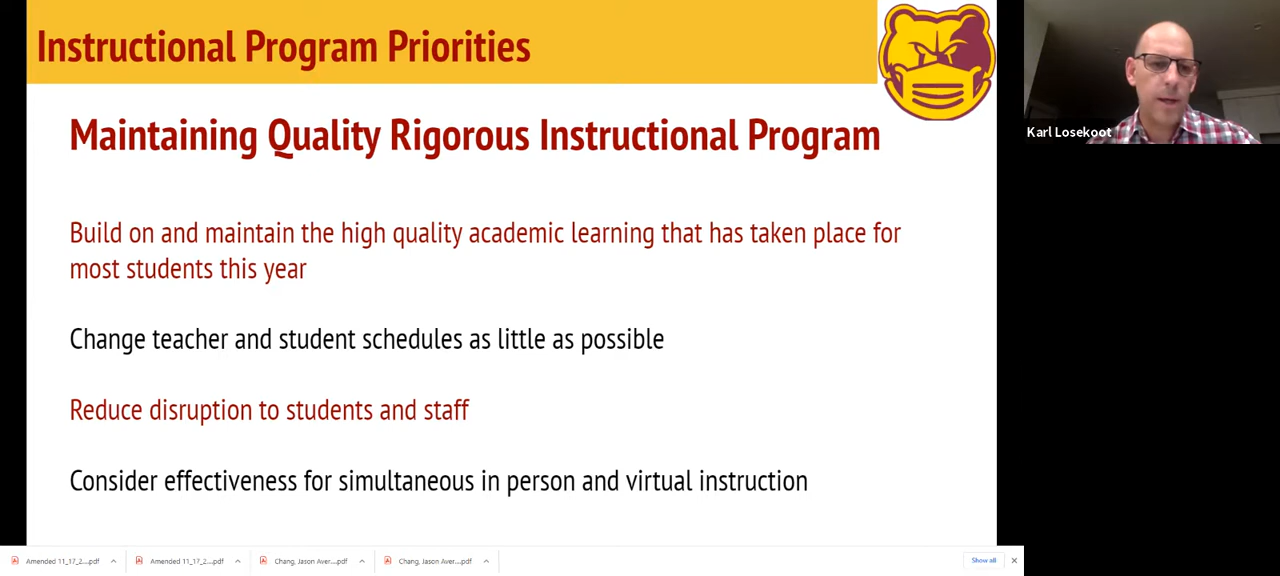 Instructional Program Priorities
Maintaining Quality Rigorous Instructional Program
Karl Losekoot
Build on and maintain the high quality academic learning that has taken place for
most students this year
Change teacher and student schedules as little as possible
Reduce disruption to students and staff
Consider effectiveness for simultaneous in person and virtual instruction
Amended 11_17_2....pdf
Amended 11_17_2....pdf
Chang, Jason Aver....pdf
Chang, Jason Aver....pdf
Show all